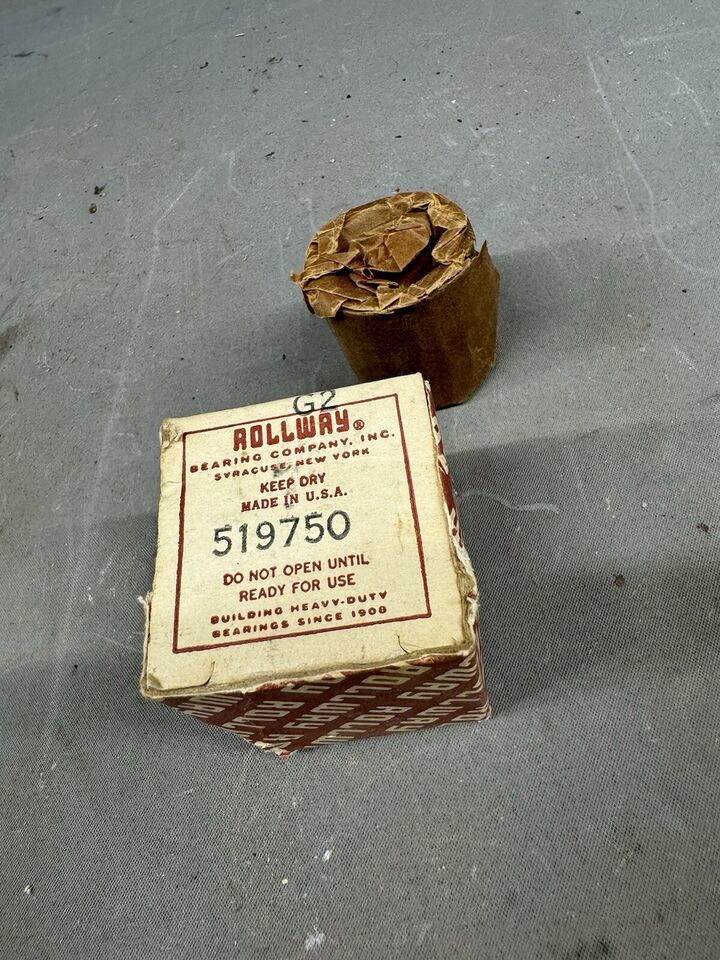 G2
ROLLWAY®
BEARING COMPANY, INC.
SYRACUSE, NEW YORK
KEEP DRY
MADE IN U.S.A.
519750
DO NOT OPEN UNTIL
READY FOR USE
BUILDING HEAVY-DUTY
BEARINGS SINCE 1908